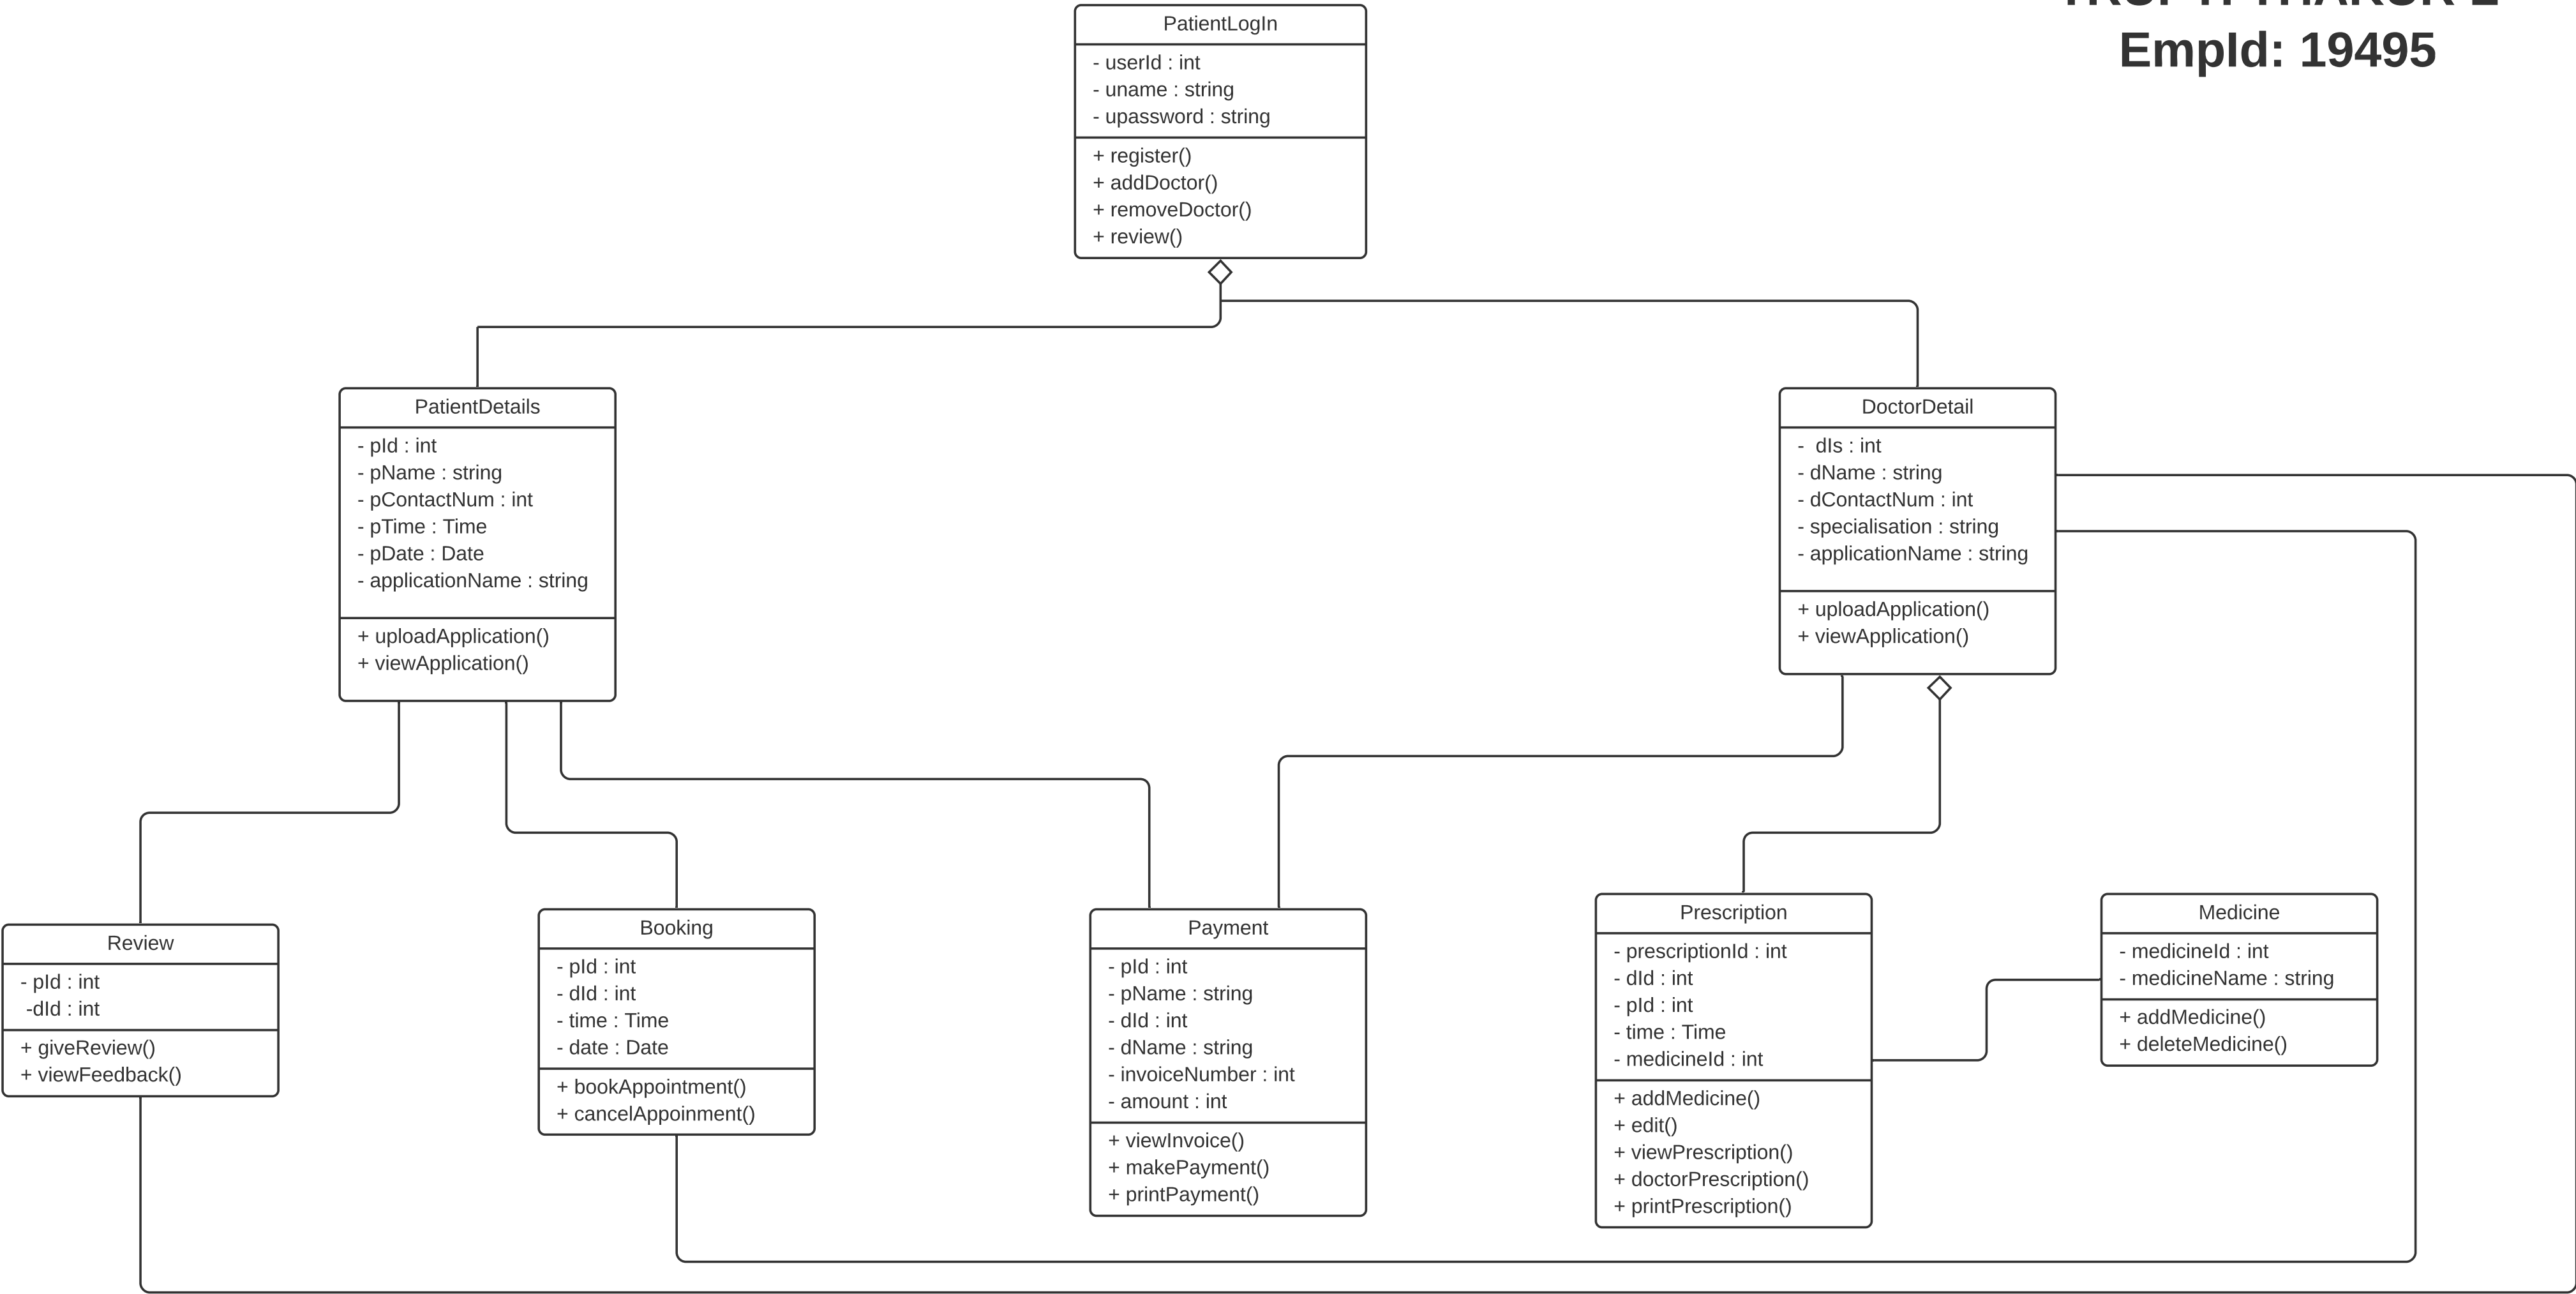 EmpId: 19495
PatientLogIn
- userId : int
- uname : string
- upassword : string
+ register()
+ addDoctor()
+ removeDoctor()
+ review()
PatientDetails
- pId : int
- pName : string
- pContactNum : int
- pTime : Time
- pDate : Date
- applicationName : string
+ uploadApplication()
+ viewApplication()
DoctorDetail
- dIs : int
- dName : string
- dContactNum : int
- specialisation : string
- applicationName : string
+ uploadApplication()
+ viewApplication()
Review
- pId : int
-dId : int
+ giveReview()
+ viewFeedback()
Booking
- pId : int
- dId : int
- time : Time
- date : Date
+ bookAppointment()
+ cancelAppoinment()
Payment
- pId : int
- pName : string
- dId : int
- dName : string
- invoiceNumber : int
- amount : int
+ viewInvoice()
+ makePayment()
+ printPayment()
Prescription
- prescriptionId : int
- dId : int
- pId : int
- time : Time
- medicineId : int
+ addMedicine()
+ edit()
+ viewPrescription()
+ doctorPrescription()
+ printPrescription()
Medicine
- medicineId : int
- medicineName : string
+ addMedicine()
+ deleteMedicine()